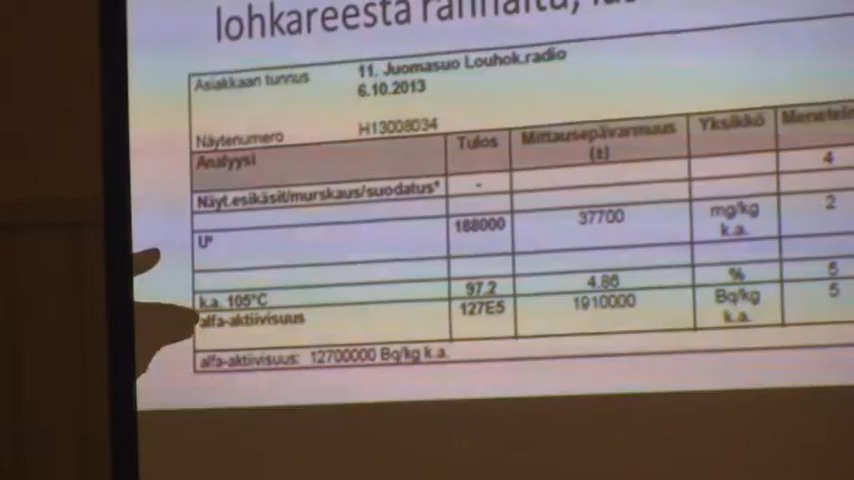 lohkareesta
Asiakkaan tunnus 11. Juomasuo Louhok.radio
6.10.2013
Näytenumero H13008034
Analyysi Tulos Mittausepävarmuus (±) Yksikkö
Näyt.esikäsit/murskaus/suodatus* - 4
U* 188000 37700 mg/kg k.a. 2
k.a. 105°C 97.2 4.86 % 5
alfa-aktiivisuus 127E5 1910000 Bq/kg k.a. 5
alfa-aktiivisuus: 12700000 Bq/kg k.a.